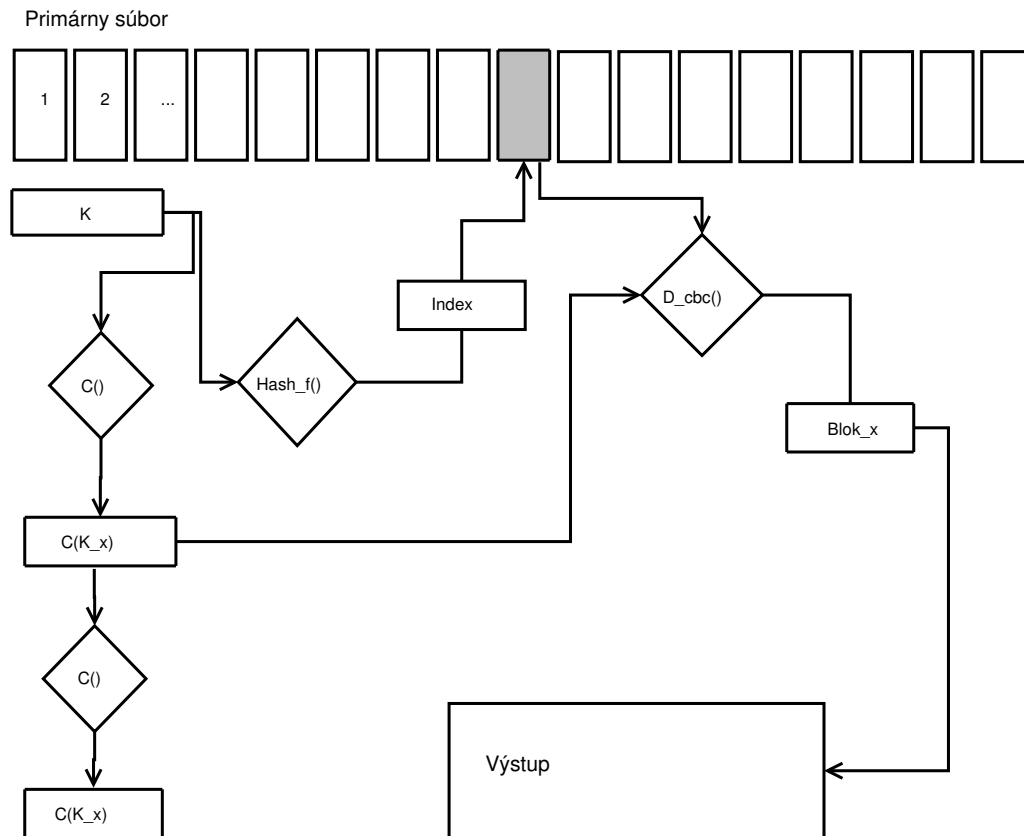 Primárny súbor
1
2
...
K
Index
D_cbc()
C()
Hash_f()
Blok_x
C(K_x)
C()
Výstup
C(K_x)